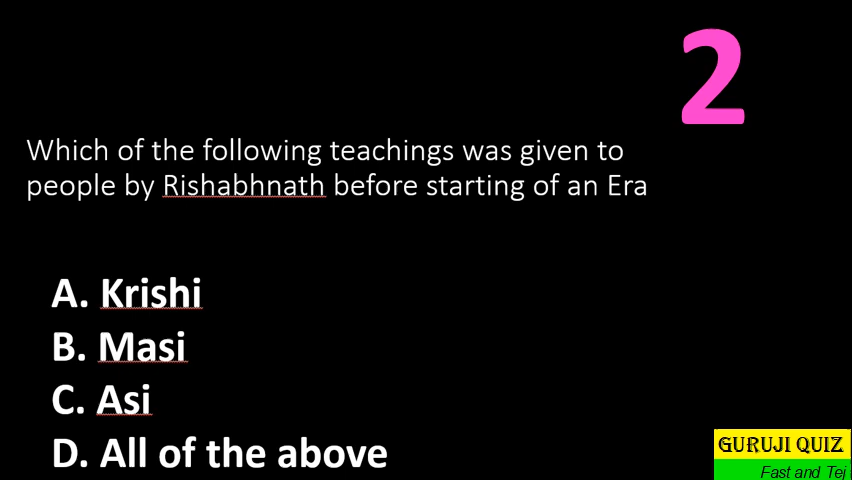 2
Which of the following teachings was given to
people by Rishabhnath before starting of an Era
A. Krishi
B. Masi
C. Asi
D. All of the above
GURUJI QUIZ
Fast and Tej